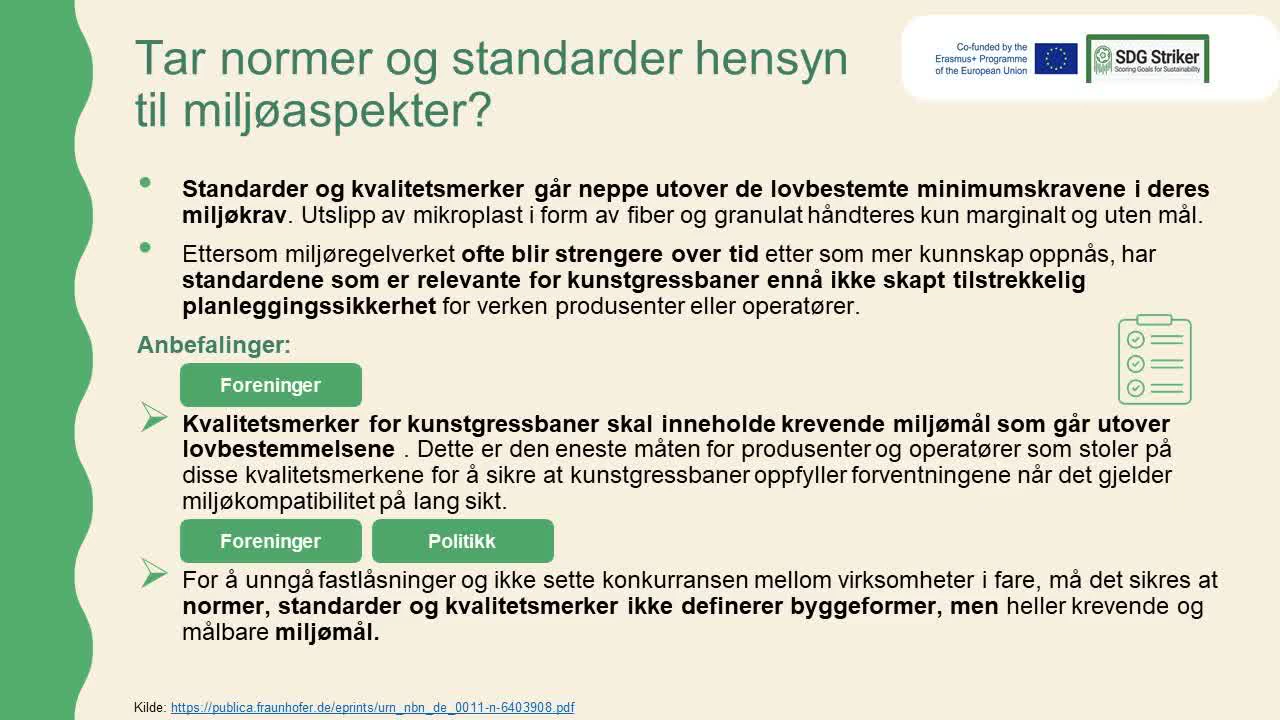 Tar normer og standarder hensyn
til miljøaspekter?
Co-funded by the
Erasmus+ Programme
of the European Union
SDG Striker
Scoring Goals for Sustainability
• Standarder og kvalitetsmerker går neppe utover de lovbestemte minimumskravene i deres
miljøkrav. Utslipp av mikroplast i form av fiber og granulat håndteres kun marginalt og uten mål.
• Ettersom miljøregelverket ofte blir strengere over tid etter som mer kunnskap oppnås, har
standardene som er relevante for kunstgressbaner ennå ikke skapt tilstrekkelig
planleggingssikkerhet for verken produsenter eller operatører.
Anbefalinger:
Foreninger
Kvalitetsmerker for kunstgressbaner skal inneholde krevende miljømål som går utover
lovbestemmelsene . Dette er den eneste måten for produsenter og operatører som stoler på
disse kvalitetsmerkene for å sikre at kunstgressbaner oppfyller forventningene når det gjelder
miljøkompatibilitet på lang sikt.
Foreninger Politikk
For å unngå fastlåsninger og ikke sette konkurransen mellom virksomheter i fare, må det sikres at
normer, standarder og kvalitetsmerker ikke definerer byggeformer, men heller krevende og
målbare miljømål.
Kilde: https://publica.fraunhofer.de/eprints/urn_nbn_de_0011-n-6403908.pdf